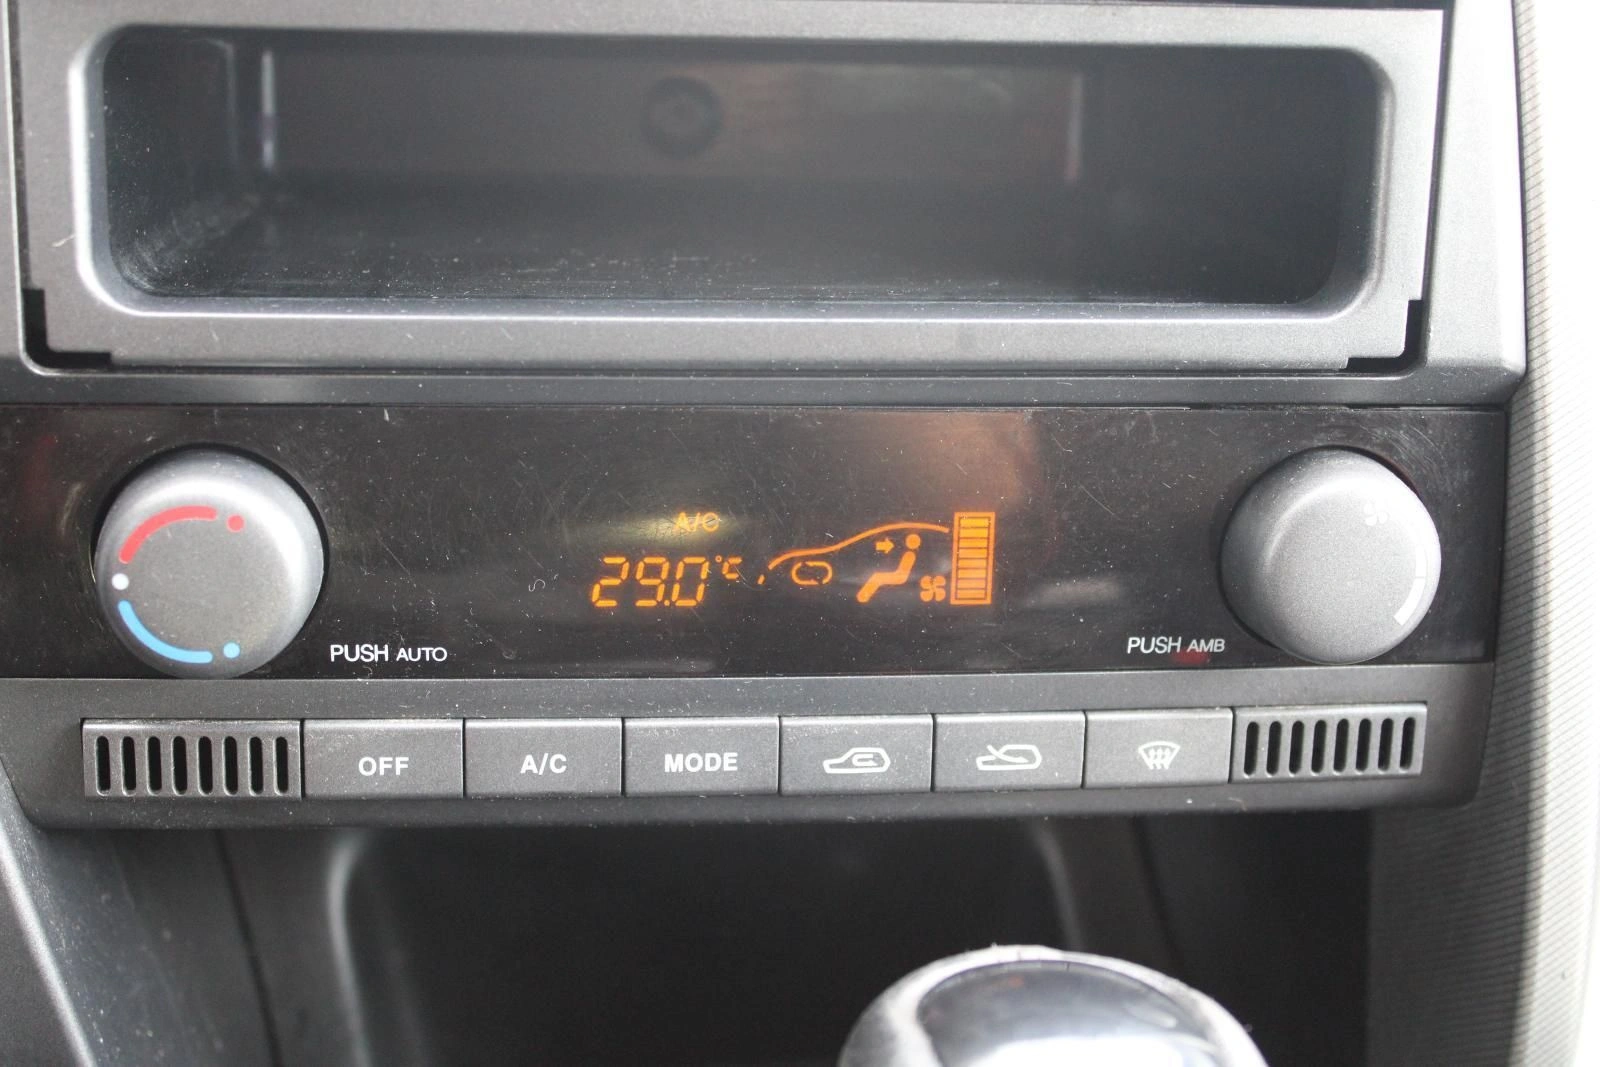 A/C
29.0°C
PUSH AUTO
PUSH AMB
OFF
A/C
MODE